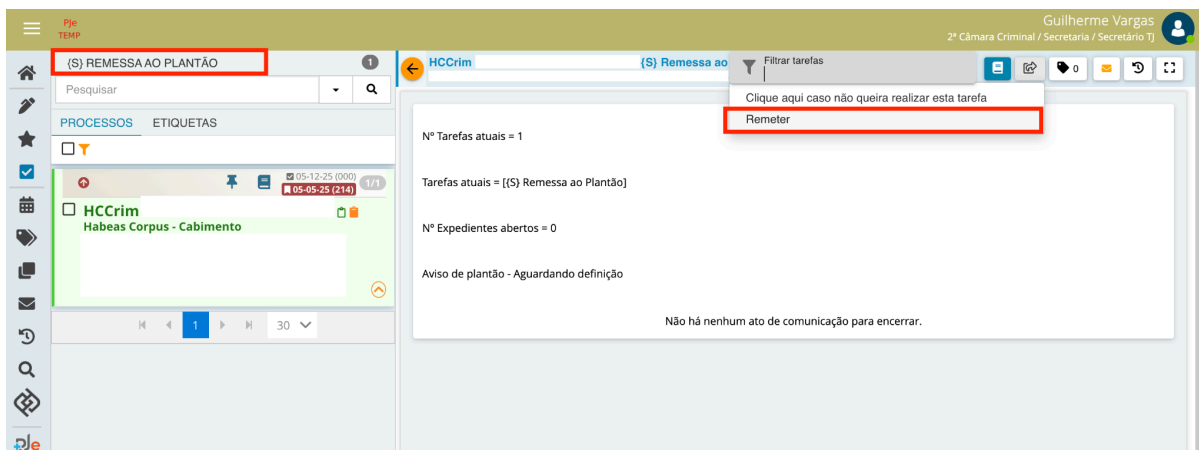 PJe
TEMP
Guilherme Vargas
2ª Câmara Criminal / Secretaria / Secretário TJ
{S} REMESSA AO PLANTÃO
1
Pesquisar
PROCESSOS ETIQUETAS
05-12-25 (000)
05-05-25 (214)
1/1
HCCrim
Habeas Corpus - Cabimento
1
30
HCCrim
{S} Remessa ao
Filtrar tarefas
0
Clique aqui caso não queira realizar esta tarefa
Remeter
Nº Tarefas atuais = 1
Tarefas atuais = [{S} Remessa ao Plantão]
Nº Expedientes abertos = 0
Aviso de plantão - Aguardando definição
Não há nenhum ato de comunicação para encerrar.
PJe